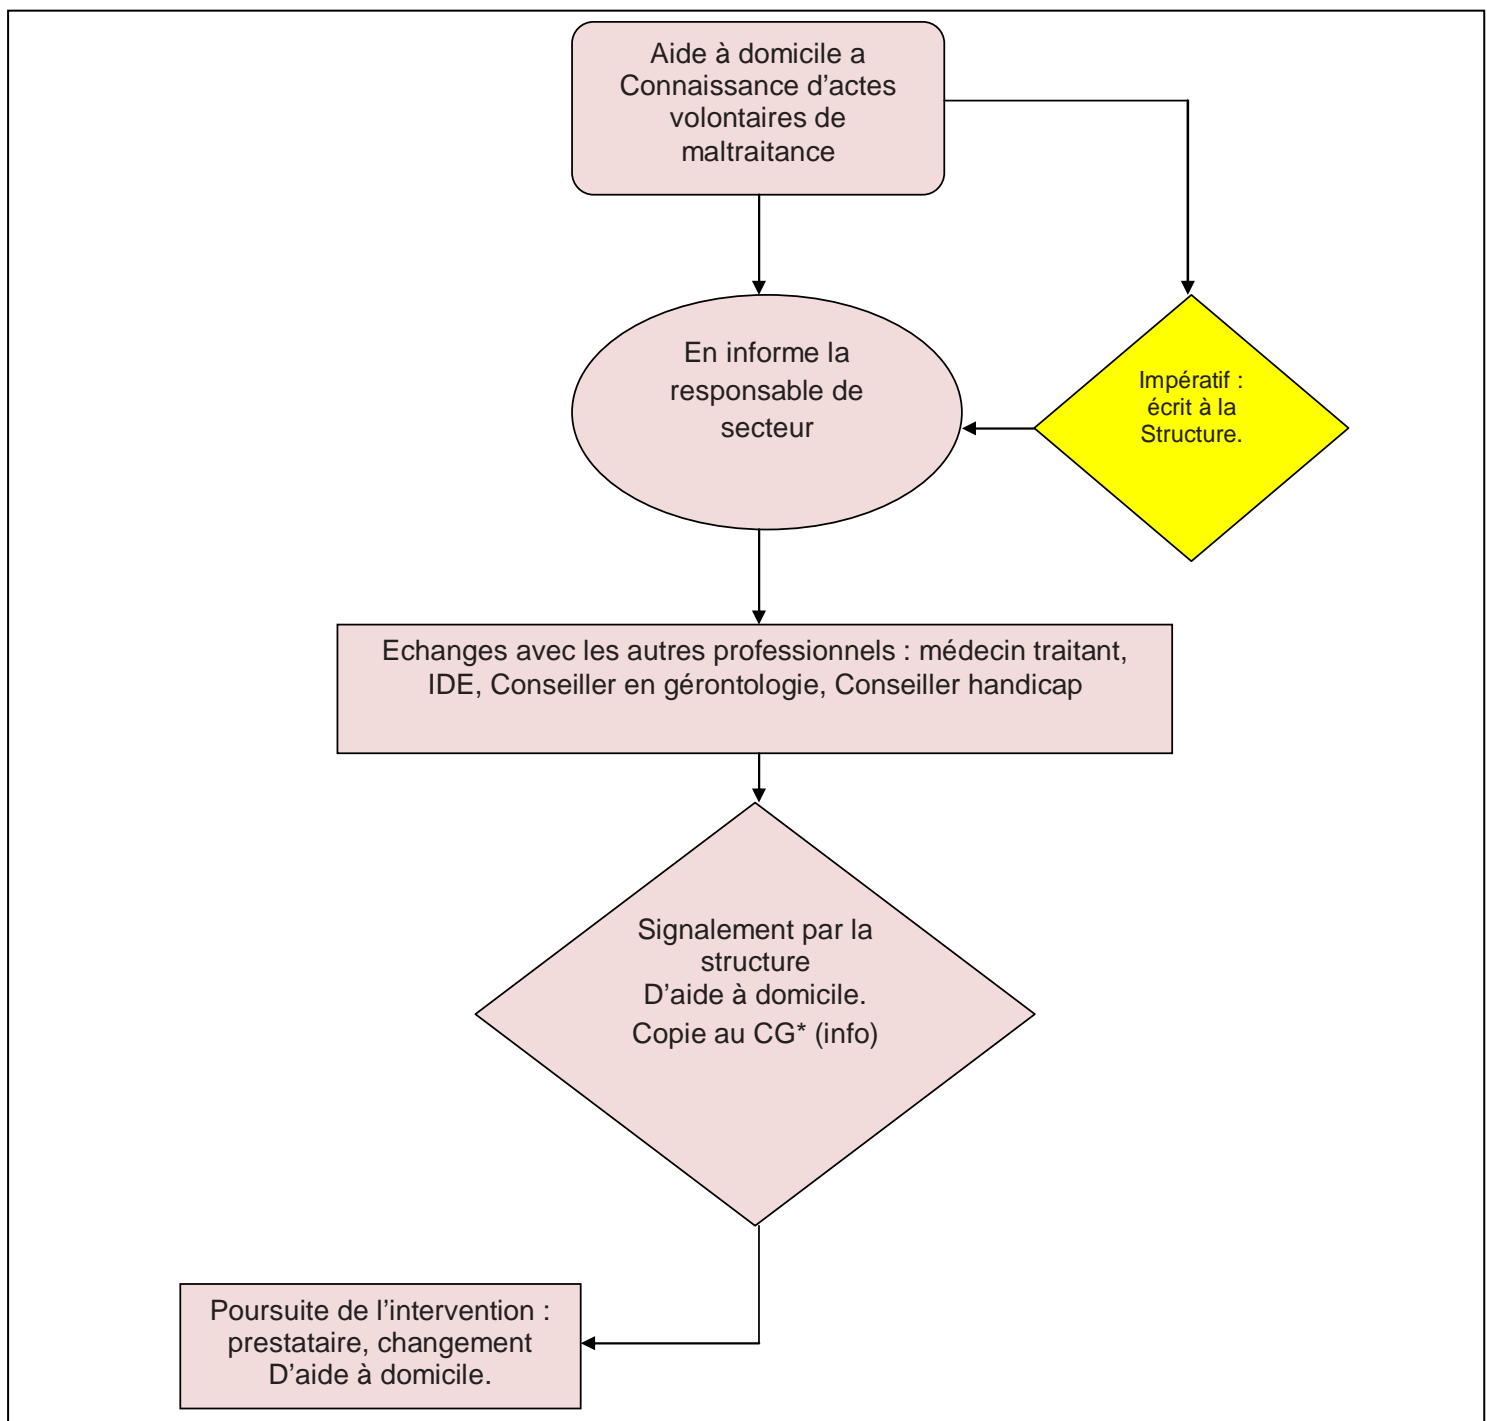 Aide à domicile a
Connaissance d'actes
volontaires de
maltraitance
En informe la
responsable de
secteur
Impératif :
écrit à la
Structure.
Echanges avec les autres professionnels : médecin traitant,
IDE, Conseiller en gérontologie, Conseiller handicap
Signalement par la
structure
D'aide à domicile.
Copie au CG* (info)
Poursuite de l'intervention :
prestataire, changement
D'aide à domicile.